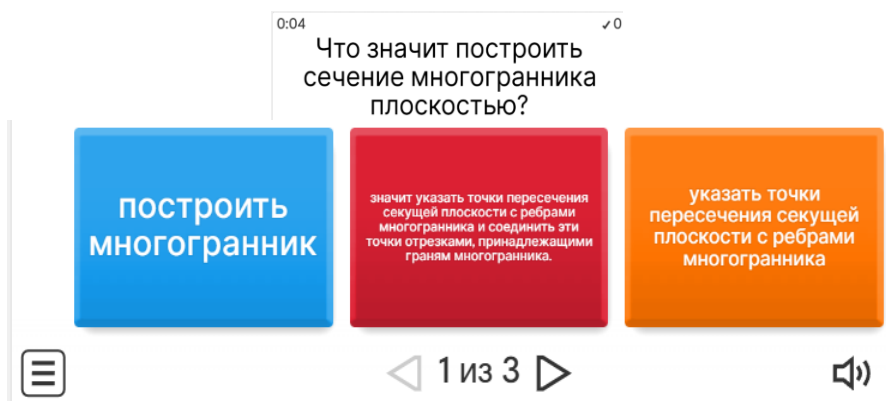 0:04
✓0
Что значит построить
сечение многогранника
плоскостью?
построить
многогранник
значит указать точки пересечения
секущей плоскости с ребрами
многогранника и соединить эти
точки отрезками, принадлежащими
граням многогранника.
указать точки
пересечения секущей
плоскости с ребрами
многогранника
1 из 3